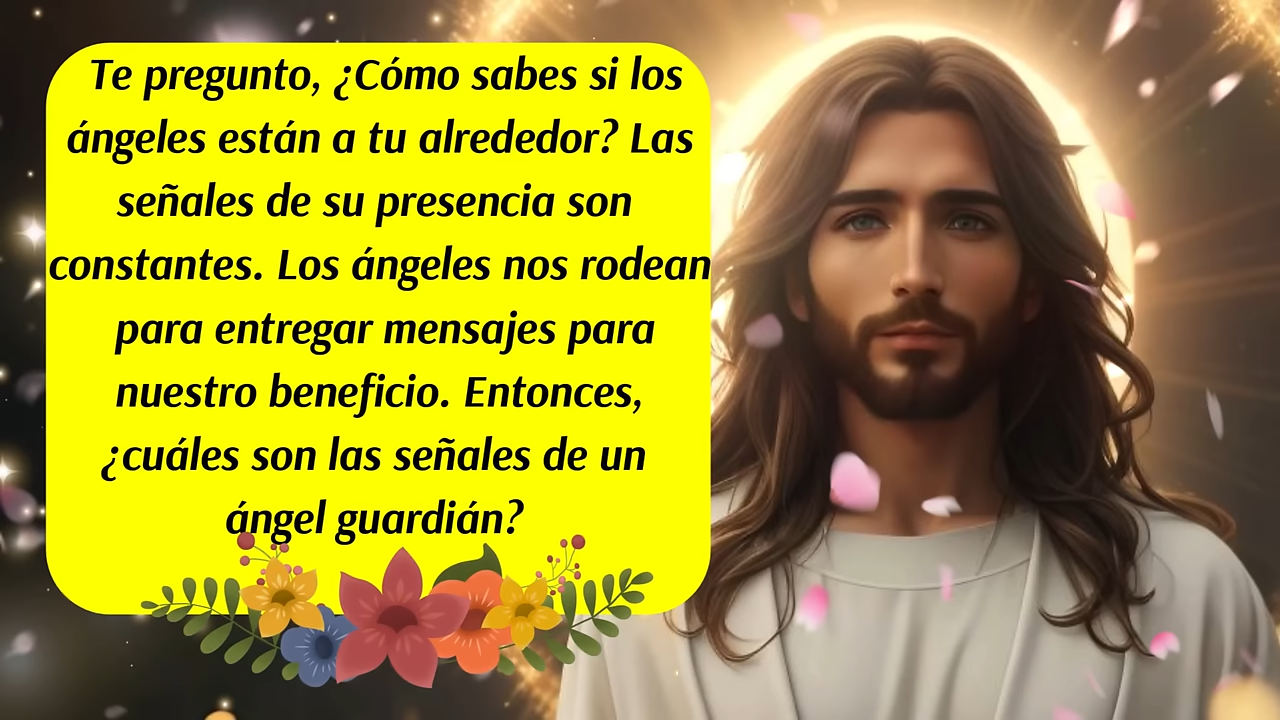 Te pregunto, ¿Cómo sabes si los
ángeles están a tu alrededor? Las
señales de su presencia son
constantes. Los ángeles nos rodean
para entregar mensajes para
nuestro beneficio. Entonces,
¿cuáles son las señales de un
ángel guardián?